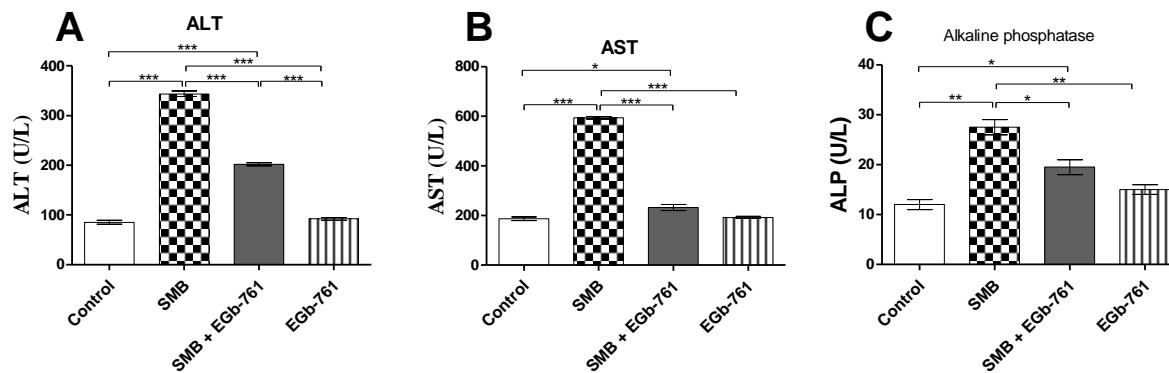 A
ALT
***
***
***
***
***
ALT (U/L)
400
300
200
100
0
Control
SMB
SMB + EGb-761
EGb-761
B
AST
*
***
***
***
AST (U/L)
800
600
400
200
0
Control
SMB
SMB + EGb-761
EGb-761
C
Alkaline phosphatase
*
**
**
*
ALP (U/L)
40
30
20
10
0
Control
SMB
SMB + EGb-761
EGb-761